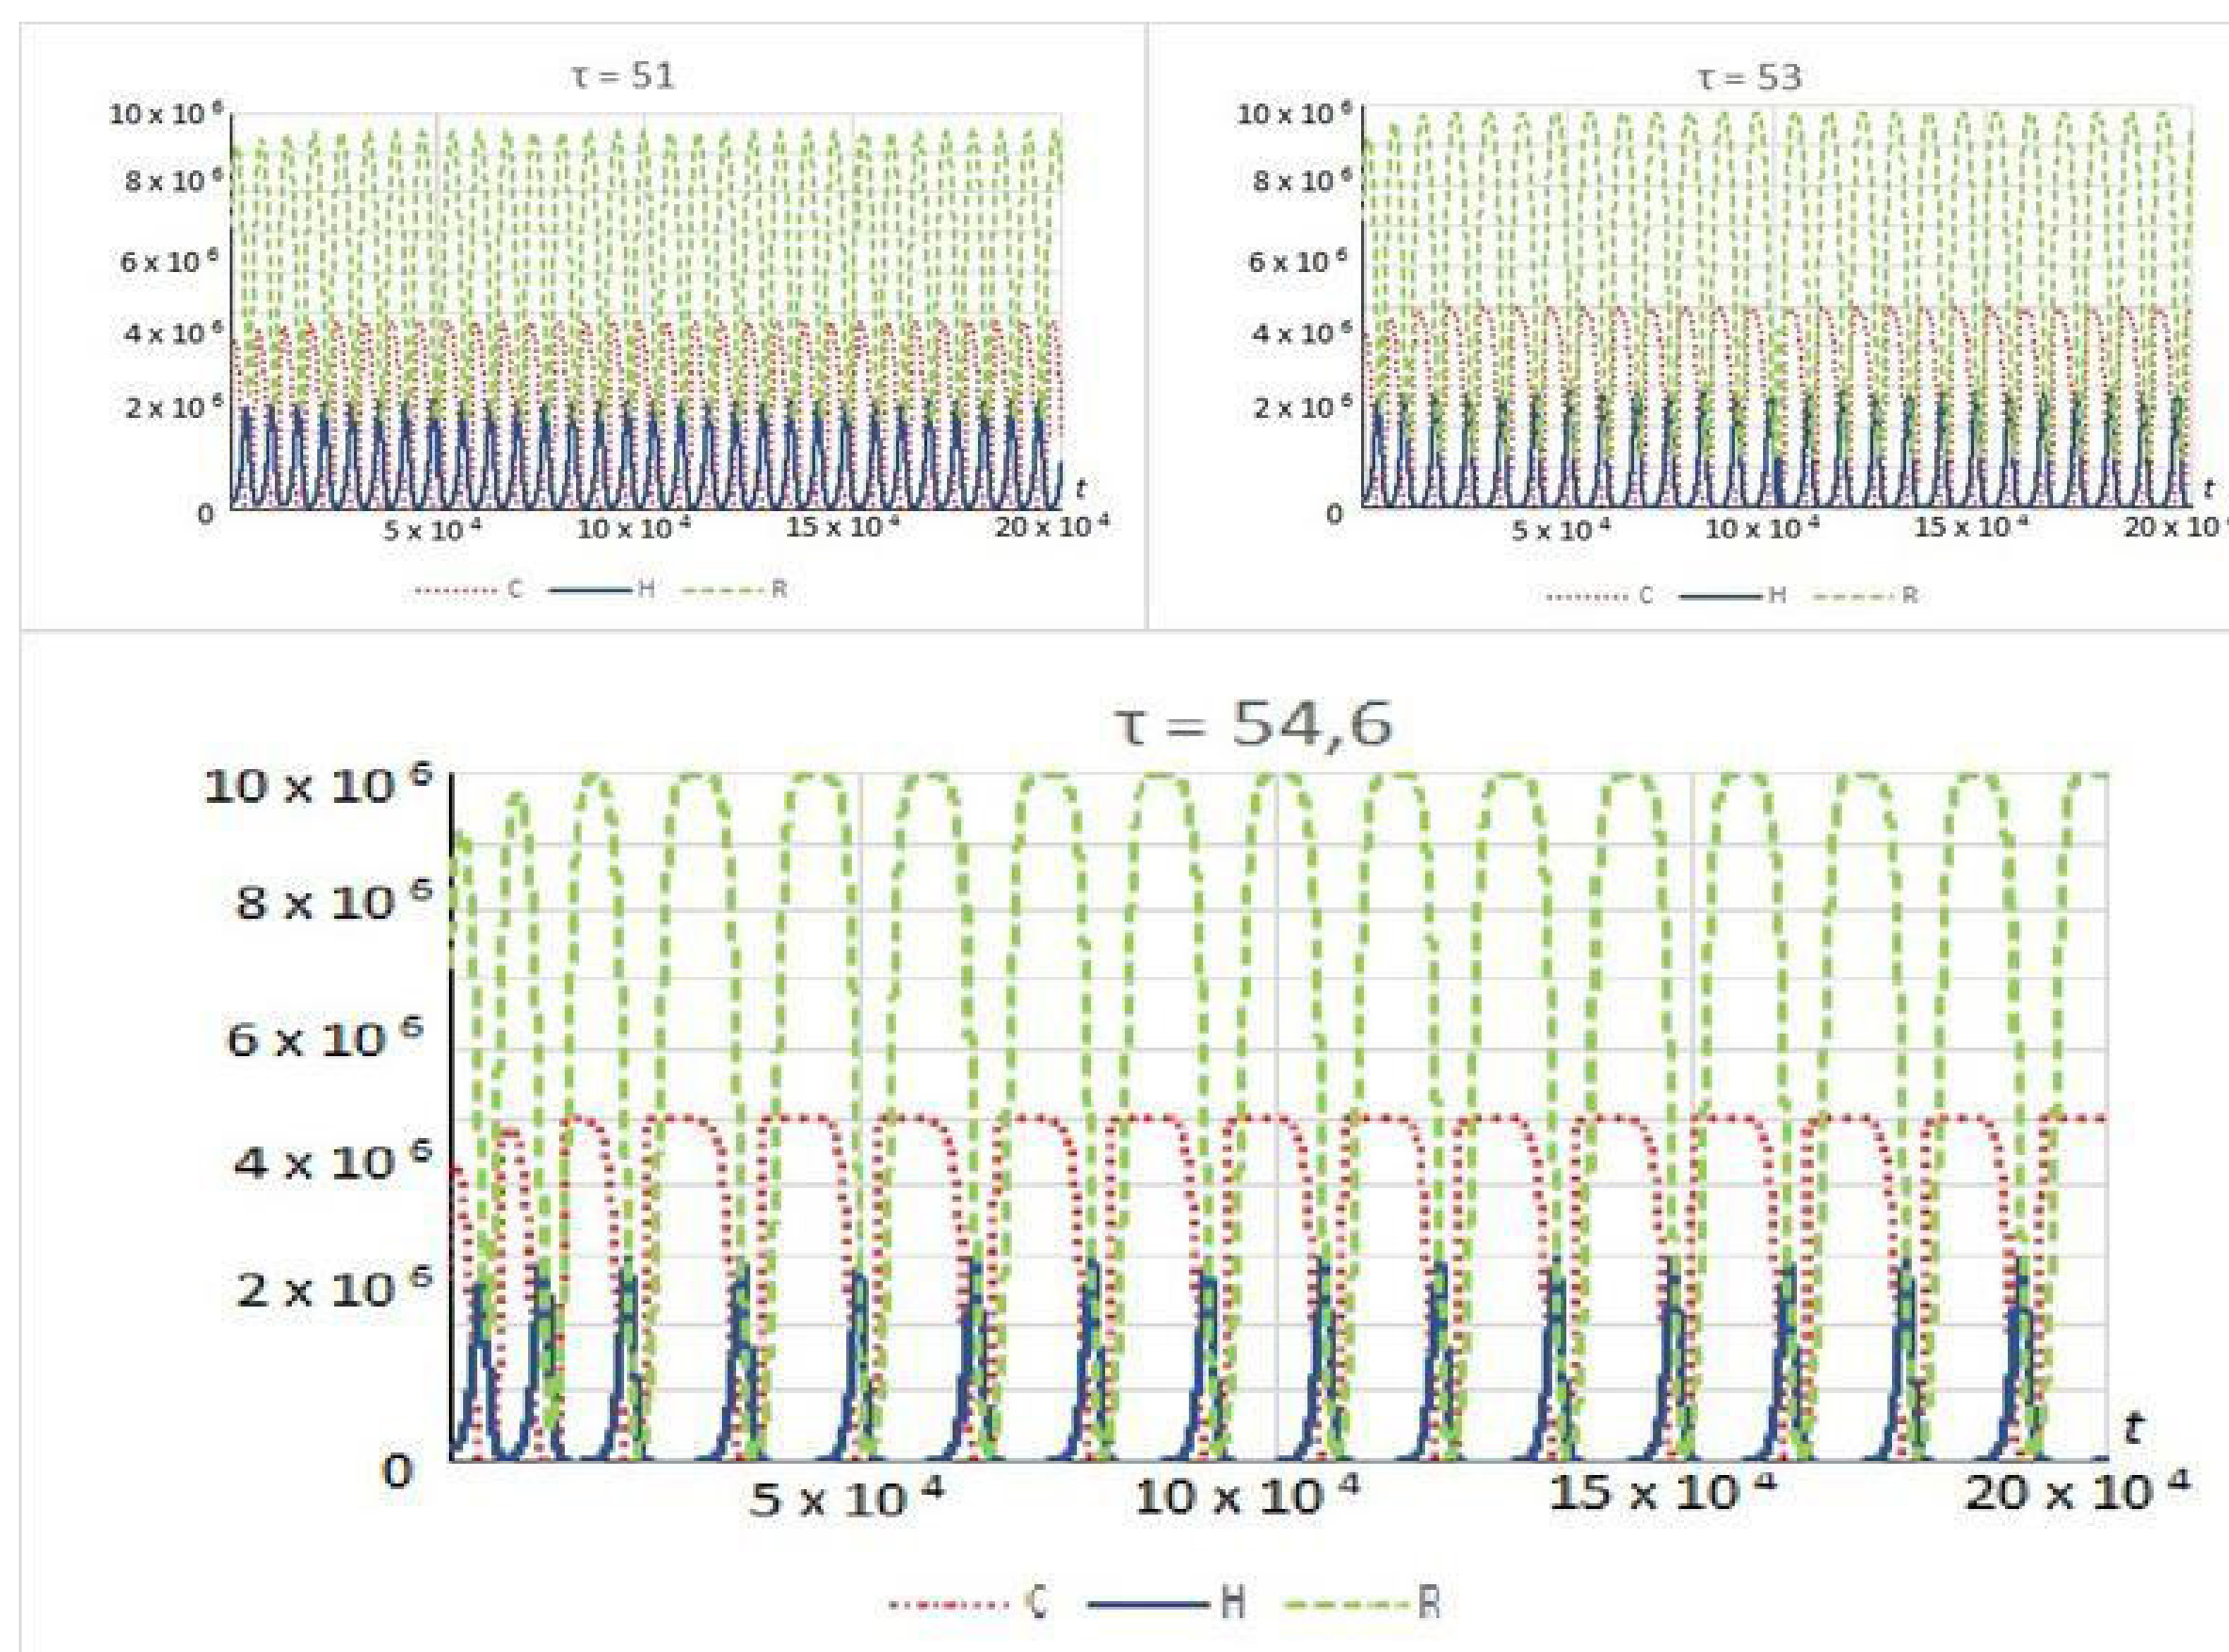 τ = 51
10 x 10 6
8 x 10 6
6 x 10 6
4 x 10 6
2 x 10 6
0
t
5 x 10 4
10 x 10 4
15 x 10 4
20 x 10 4
C H R
τ = 53
10 x 10 6
8 x 10 6
6 x 10 6
4 x 10 6
2 x 10 6
0
t
5 x 10 4
10 x 10 4
15 x 10 4
20 x 10
C H R
τ = 54,6
10 x 10 6
8 x 10 6
6 x 10 6
4 x 10 6
2 x 10 6
0
t
5 x 10 4
10 x 10 4
15 x 10 4
20 x 10 4
C H R